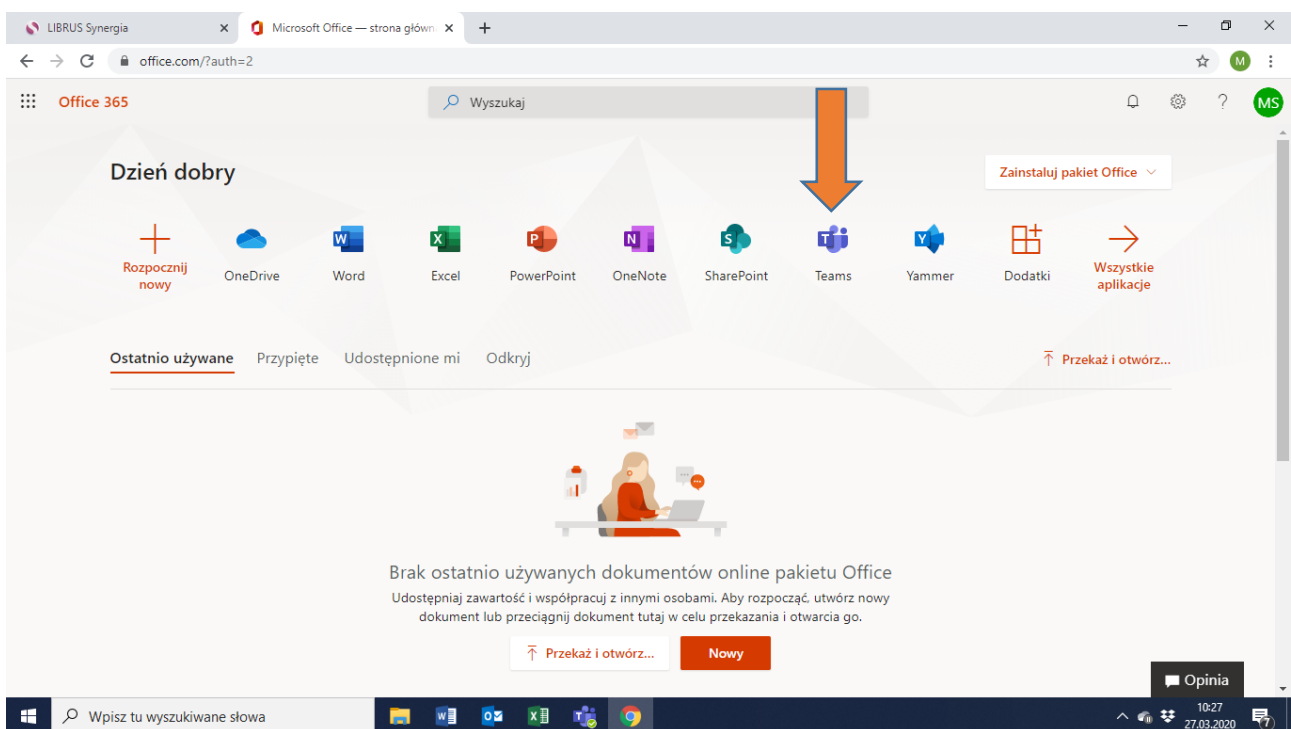 LIBRUS Synergia
Microsoft Office — strona główn
office.com/?auth=2
M
Office 365
Wyszukaj
?
MS
Dzień dobry
Zainstaluj pakiet Office
Rozpocznij
nowy
OneDrive
Word
Excel
PowerPoint
OneNote
SharePoint
Teams
Yammer
Dodatki
Wszystkie
aplikacje
Ostatnio używane
Przypięte
Udostępnione mi
Odkryj
Przekaż i otwórz...
Brak ostatnio używanych dokumentów online pakietu Office
Udostępniaj zawartość i współpracuj z innymi osobami. Aby rozpocząć, utwórz nowy
dokument lub przeciągnij dokument tutaj w celu przekazania i otwarcia go.
Przekaż i otwórz...
Nowy
Opinia
Wpisz tu wyszukiwane słowa
10:27
27.03.2020
7